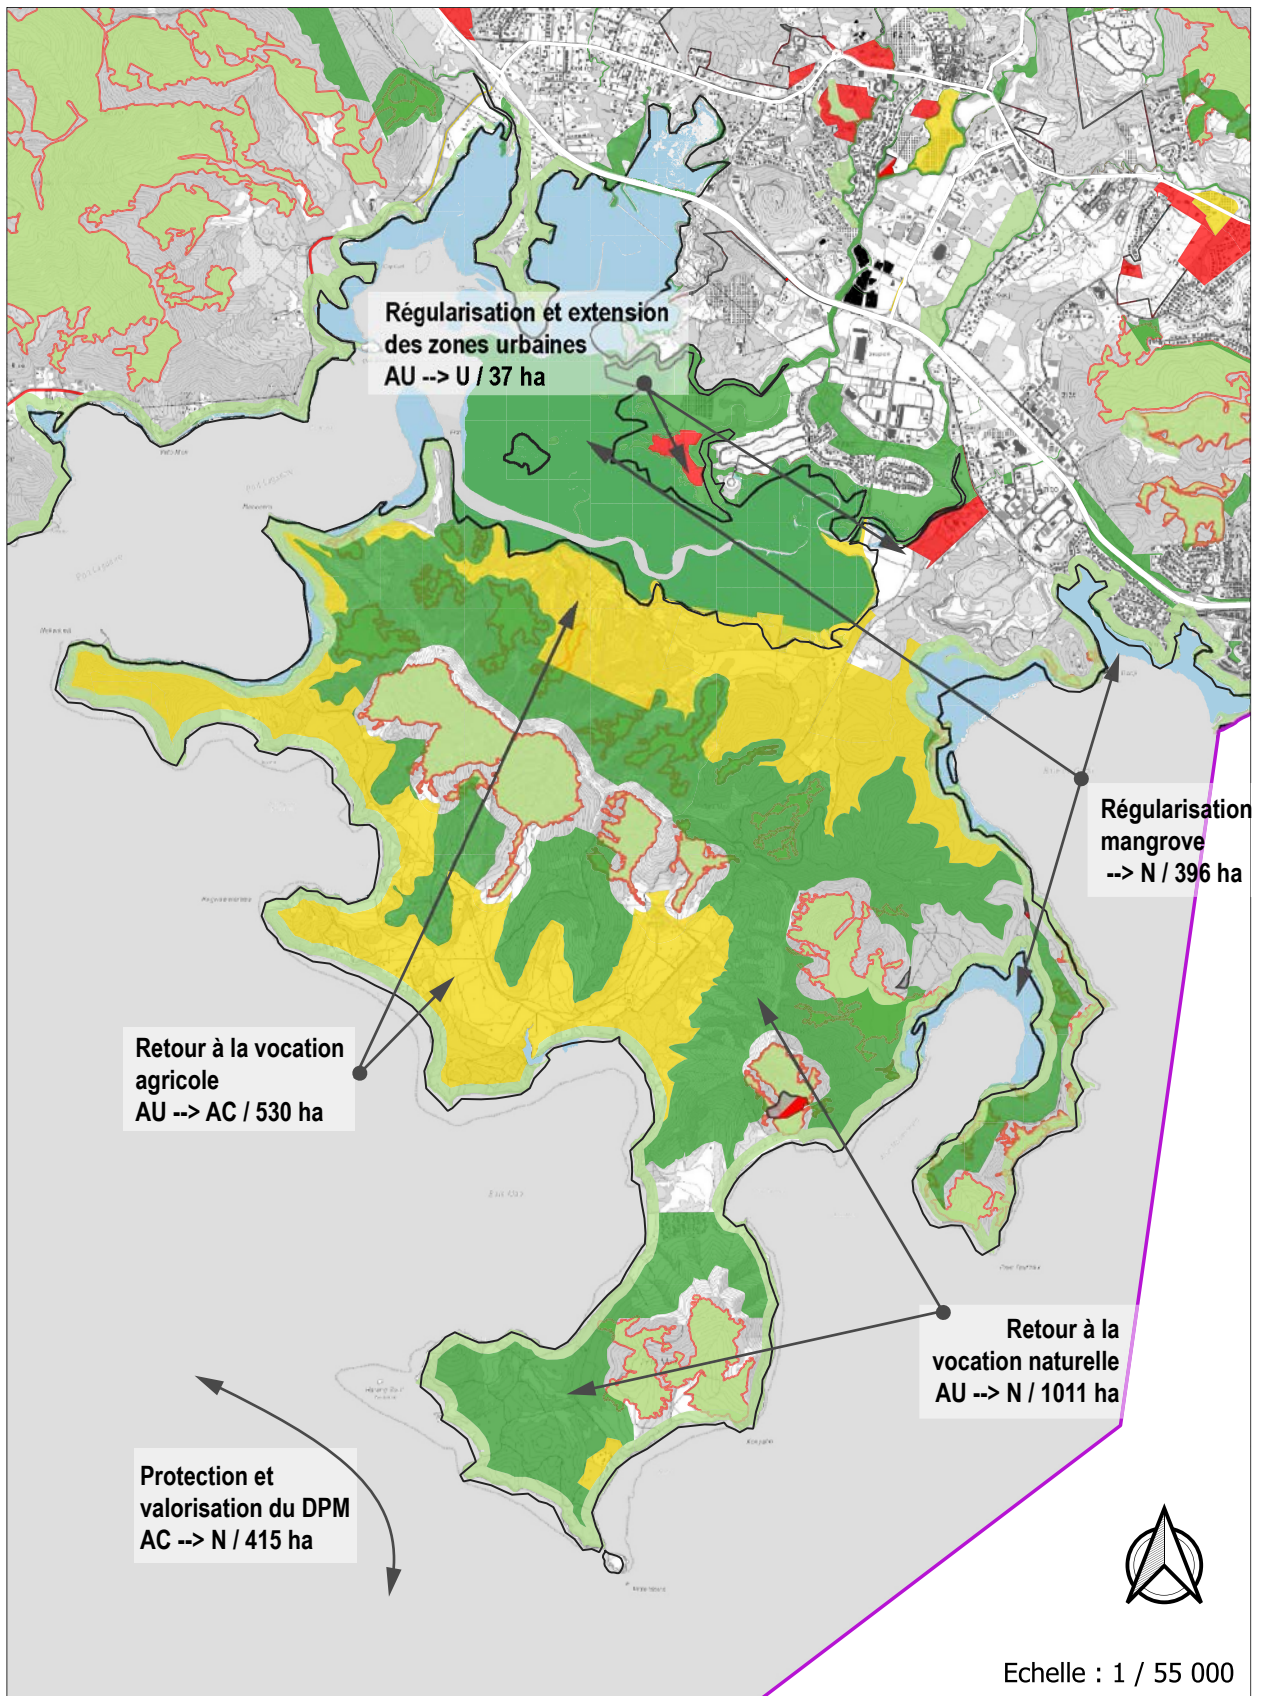 Régularisation et extension
des zones urbaines
AU --> U / 37 ha
Régularisation
mangrove
--> N / 396 ha
Retour à la vocation
agricole
AU --> AC / 530 ha
Retour à la
vocation naturelle
AU --> N / 1011 ha
Protection et
valorisation du DPM
AC --> N / 415 ha
Echelle : 1 / 55 000